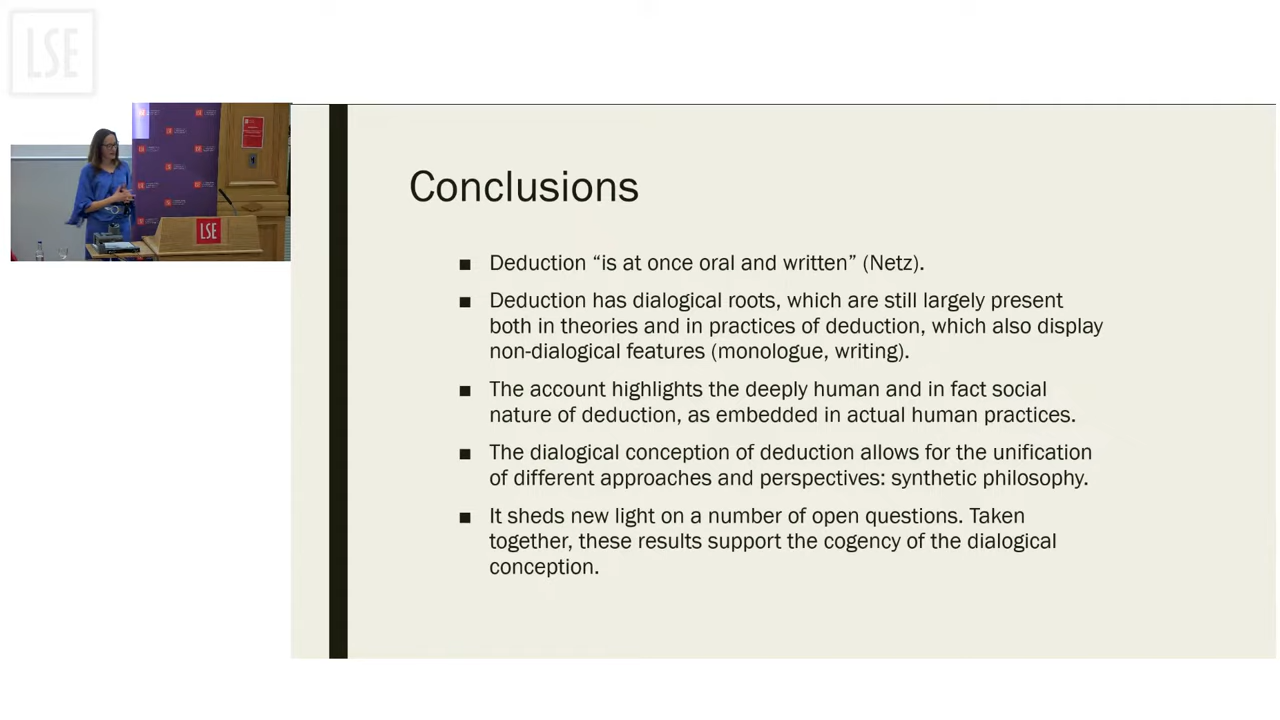 LSE
LSE
Conclusions
■ Deduction “is at once oral and written” (Netz).
■ Deduction has dialogical roots, which are still largely present
both in theories and in practices of deduction, which also display
non-dialogical features (monologue, writing).
■ The account highlights the deeply human and in fact social
nature of deduction, as embedded in actual human practices.
■ The dialogical conception of deduction allows for the unification
of different approaches and perspectives: synthetic philosophy.
■ It sheds new light on a number of open questions. Taken
together, these results support the cogency of the dialogical
conception.